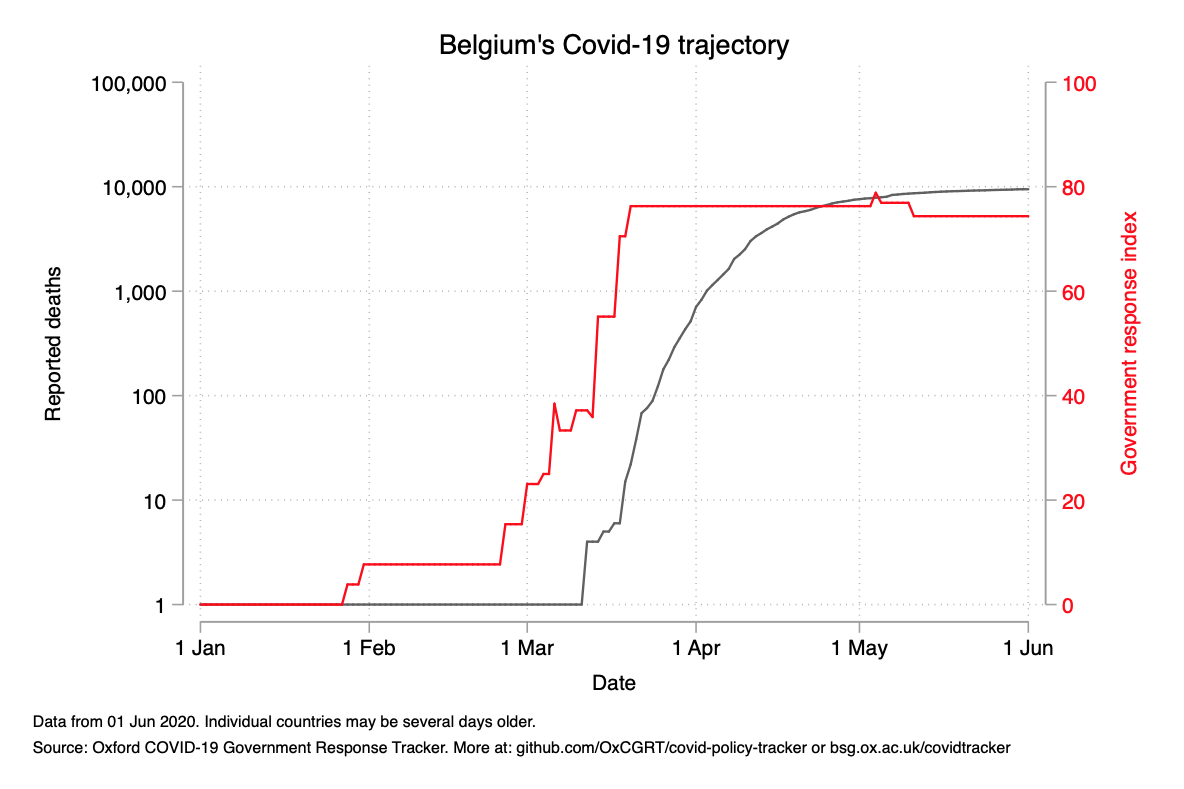 Belgium's Covid-19 trajectory
100,000
10,000
1,000
100
10
1
Reported deaths
100
80
60
40
20
0
Government response index
1 Jan 1 Feb 1 Mar 1 Apr 1 May 1 Jun
Date
Data from 01 Jun 2020. Individual countries may be several days older.
Source: Oxford COVID-19 Government Response Tracker. More at: github.com/OxCGRT/covid-policy-tracker or bsg.ox.ac.uk/covidtracker